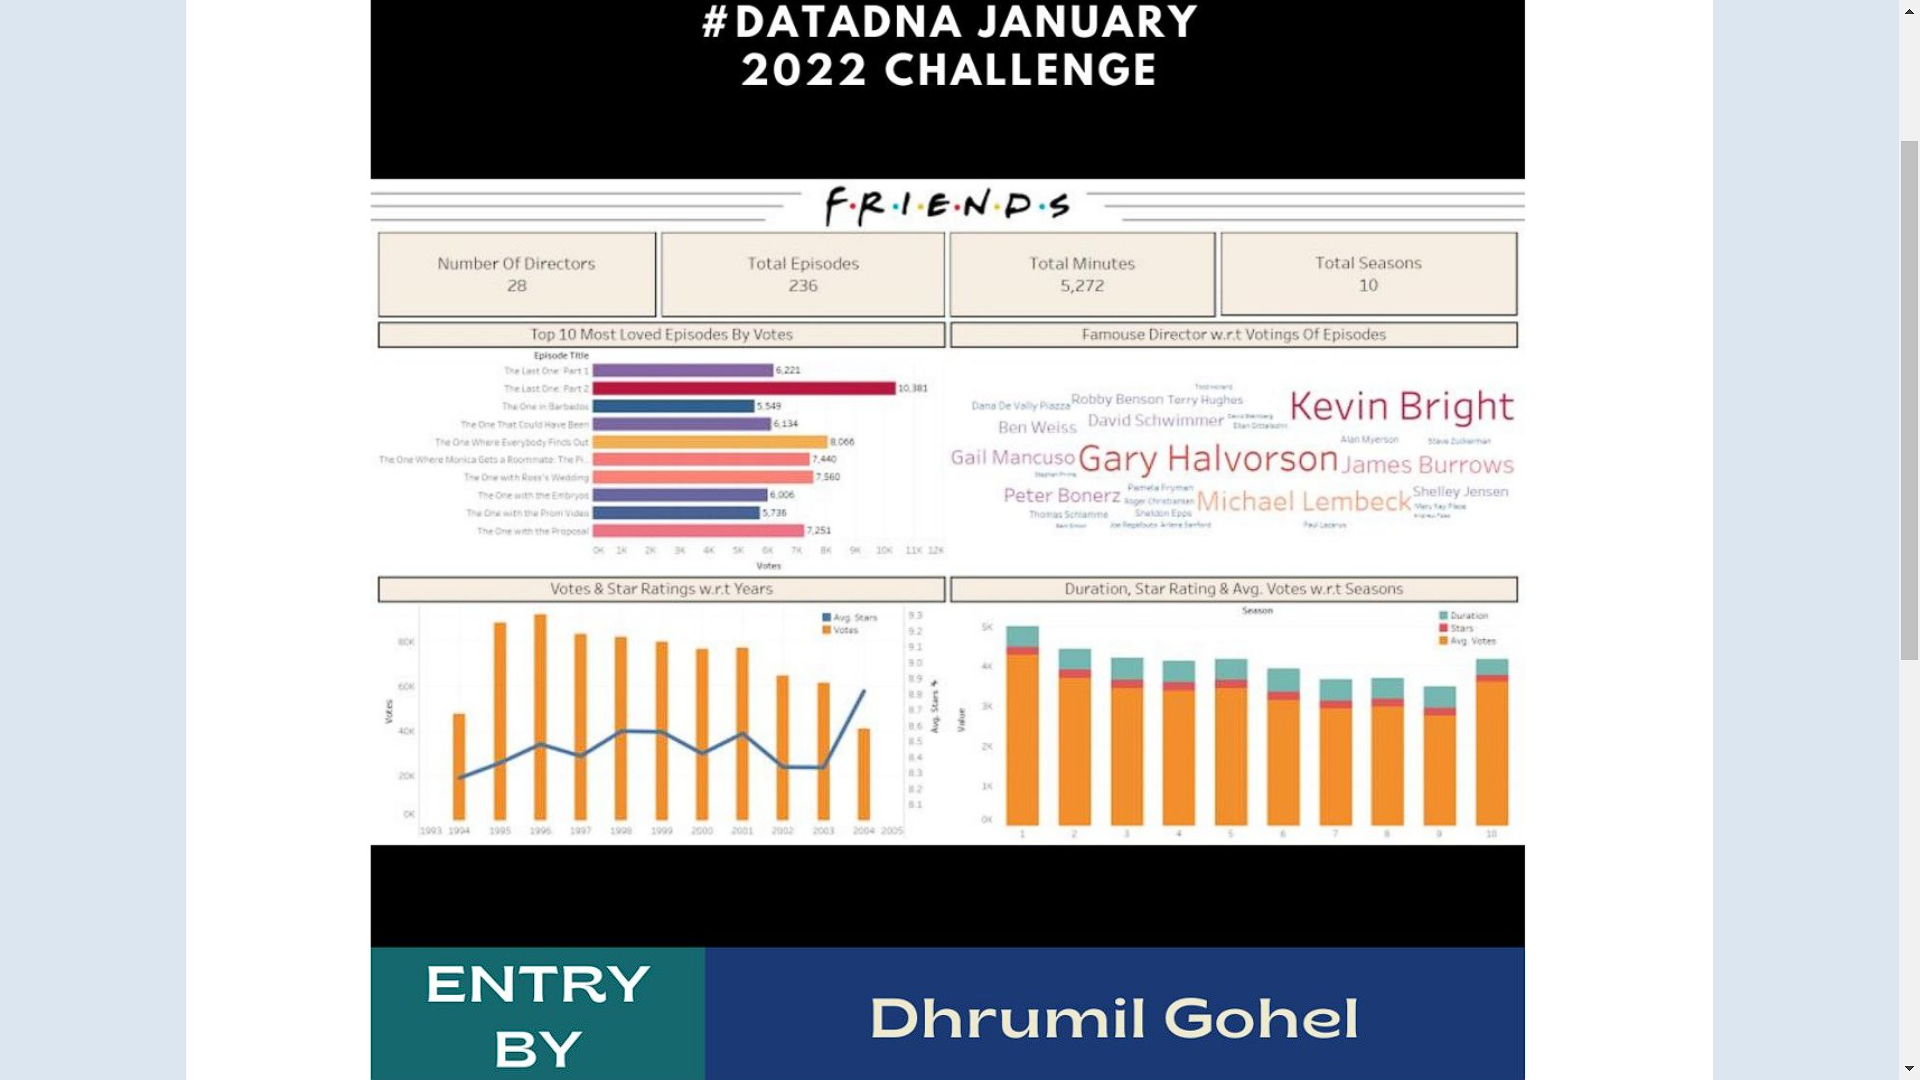 #DATADNA JANUARY
2022 CHALLENGE
F·R·I·E·N·D·S
Number Of Directors
28
Total Episodes
236
Total Minutes
5,272
Total Seasons
10
Top 10 Most Loved Episodes By Votes
Episode Title
The Last One: Part 1 6,221
The Last One: Part 2 10,381
The One in Barbados 5,549
The One That Could Have Been 6,134
The One Where Everybody Finds Out 8,066
The One Where Monica Gets a Roommate: The Pi.. 7,440
The One with Ross's Wedding 7,560
The One with the Embryos 6,006
The One with the Prom Video 5,736
The One with the Proposal 7,251
0K 1K 2K 3K 4K 5K 6K 7K 8K 9K 10K 11K 12K
Votes
Famouse Director w.r.t Votings Of Episodes
Dana De Vally Piazza Robby Benson Terry Hughes
Kevin Bright
Ben Weiss David Schwimmer
Alan Myerson Steve Zuckerman
Gail Mancuso Gary Halvorson James Burrows
Peter Bonerz Pamela Fryman Michael Lembeck Shelley Jensen
Roger Christiansen
Thomas Schlamme Sheldon Epps
Joe Regalbuto Arlene Sanford Paul Lazarus
Votes & Star Ratings w.r.t Years
Avg. Stars
Votes
80K
60K
40K
20K
0K
Votes
9.3
9.2
9.1
9.0
8.9
8.8
8.7
8.6
8.5
8.4
8.3
8.2
8.1
Avg. Stars
1993 1994 1995 1996 1997 1998 1999 2000 2001 2002 2003 2004 2005
Duration, Star Rating & Avg. Votes w.r.t Seasons
Season
Duration
Stars
Avg. Votes
5K
4K
3K
2K
1K
0K
Value
1 2 3 4 5 6 7 8 9 10
ENTRY
BY
Dhrumil Gohel